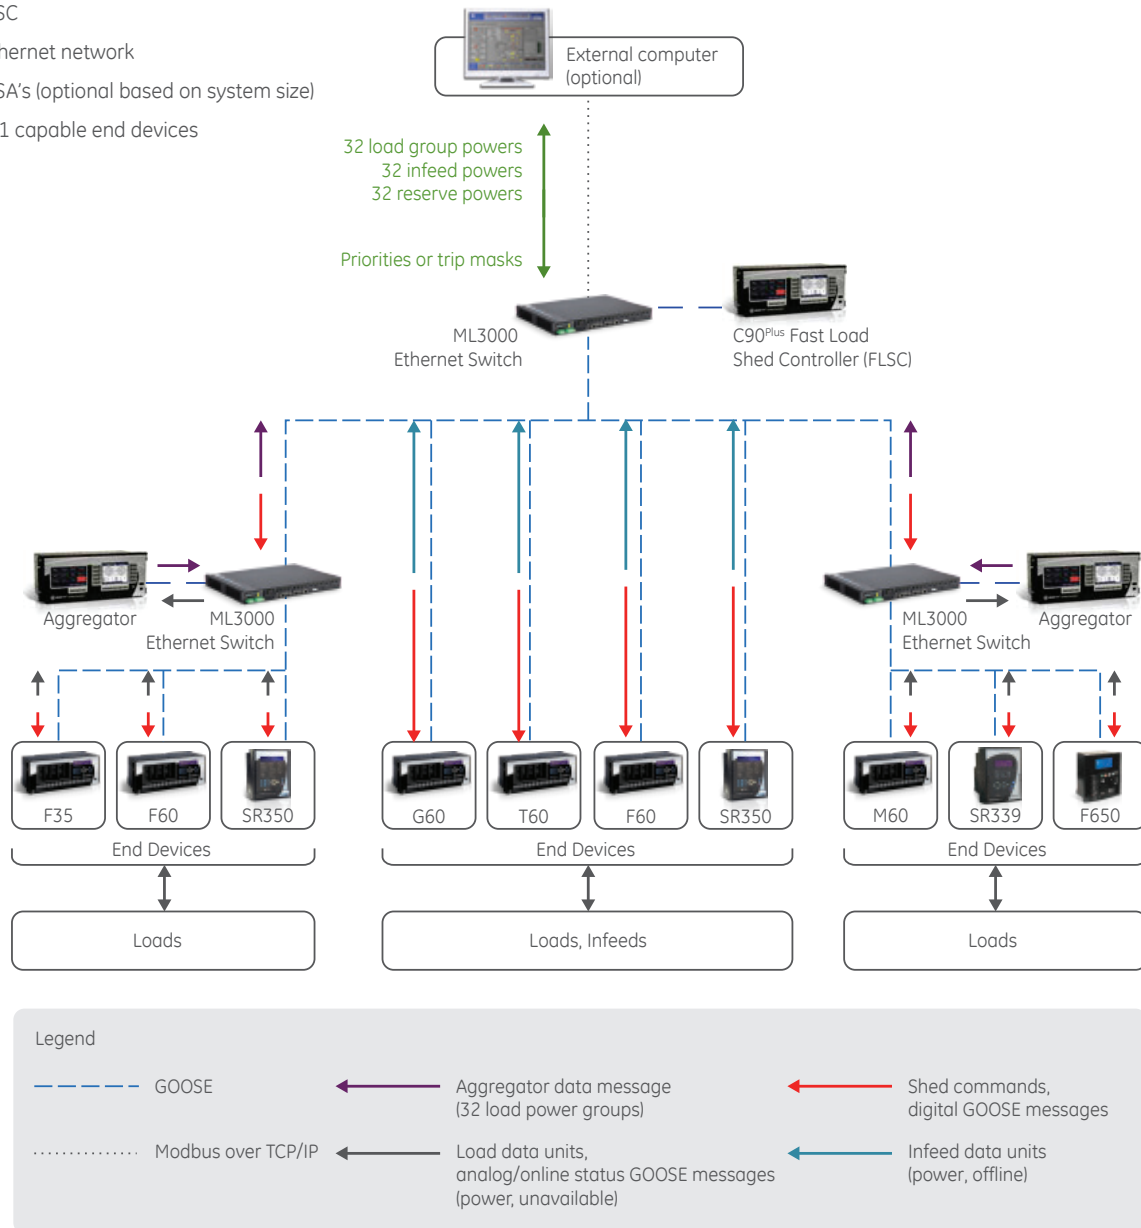 External computer
(optional)
network
(optional based on system size)
capable end devices
32 load group powers
32 infeed powers
32 reserve powers
Priorities or trip masks
ML3000
Ethernet Switch
C90Plus Fast Load
Shed Controller (FLSC)
Aggregator
ML3000
Ethernet Switch
ML3000
Ethernet Switch
Aggregator
F35
F60
SR350
G60
T60
F60
SR350
M60
SR339
F650
End Devices
End Devices
End Devices
Loads
Loads, Infeeds
Loads
Legend
GOOSE
Aggregator data message
(32 load power groups)
Shed commands,
digital GOOSE messages
Modbus over TCP/IP
Load data units,
analog/online status GOOSE messages
(power, unavailable)
Infeed data units
(power, offline)